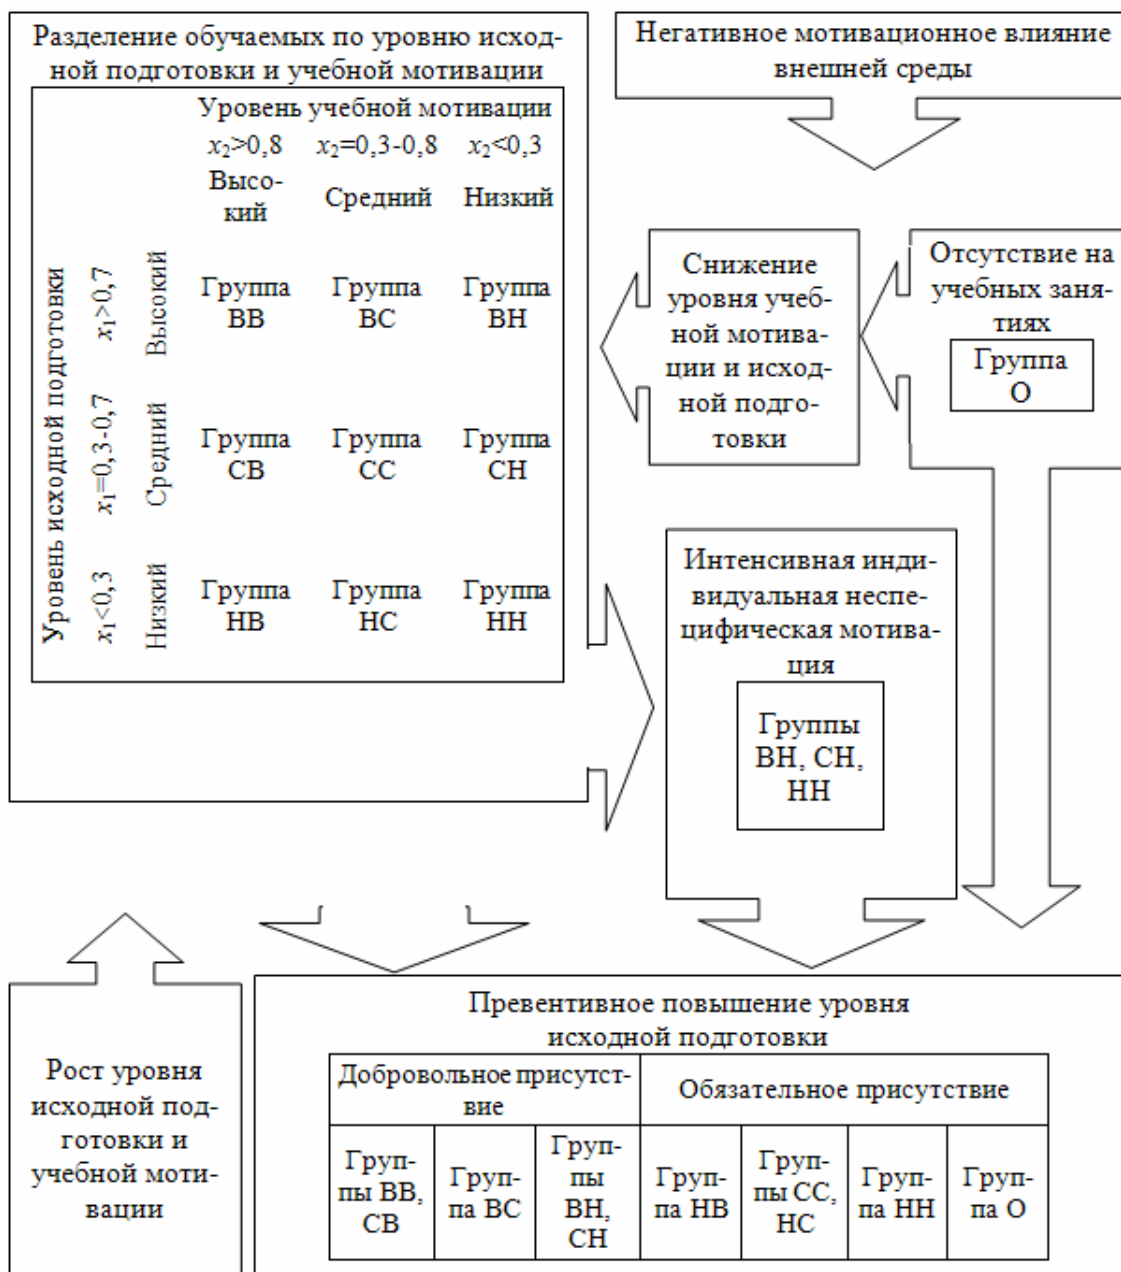 Разделение обучаемых по уровню исход-
ной подготовки и учебной мотивации
Уровень учебной мотивации
x₂>0,8 x₂=0,3-0,8 x₂<0,3
Высо-
кий
Средний
Низкий
Уровень исходной подготовки
x₁>0,7
Высокий
Группа
ВВ
Группа
ВС
Группа
ВН
x₁=0,3-0,7
Средний
Группа
СВ
Группа
СС
Группа
СН
x₁<0,3
Низкий
Группа
НВ
Группа
НС
Группа
НН
Негативное мотивационное влияние
внешней среды
Снижение
уровня учеб-
ной мотива-
ции и исход-
ной подго-
товки
Отсутствие на
учебных заня-
тиях
Группа
О
Интенсивная инди-
видуальная неспе-
цифическая мотива-
ция
Группы
ВН, СН,
НН
Рост уровня
исходной под-
готовки и
учебной моти-
вации
Превентивное повышение уровня
исходной подготовки
Добровольное присутст-
вие
Обязательное присутствие
Груп-
пы ВВ,
СВ
Груп-
па ВС
Груп-
пы
ВН,
СН
Груп-
па НВ
Груп-
пы СС,
НС
Груп-
па НН
Груп-
па О